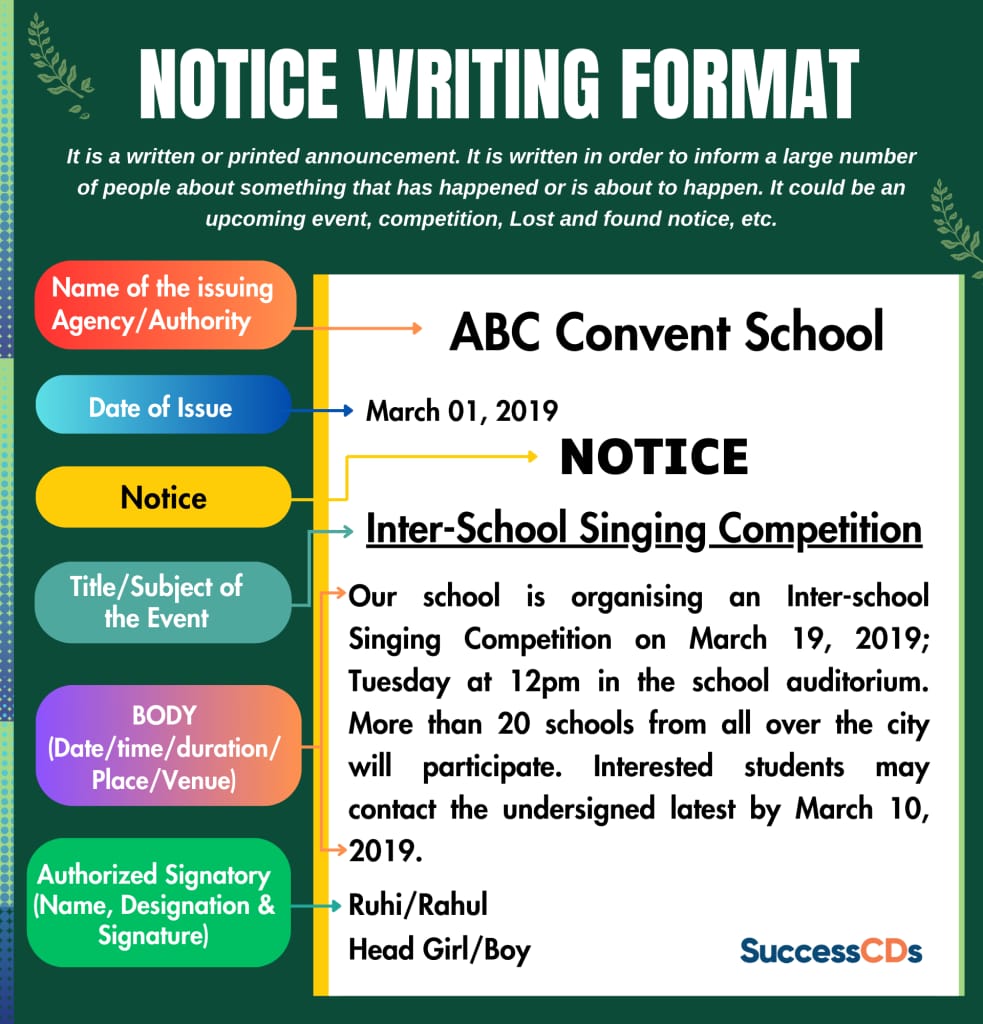 NOTICE WRITING FORMAT
It is a written or printed announcement. It is written in order to inform a large number
of people about something that has happened or is about to happen. It could be an
upcoming event, competition, Lost and found notice, etc.
Name of the issuing
Agency/Authority
ABC Convent School
Date of Issue
March 01, 2019
Notice
NOTICE
Title/Subject of
the Event
Inter-School Singing Competition
BODY
(Date/time/duration/
Place/Venue)
Our school is organising an Inter-school
Singing Competition on March 19, 2019;
Tuesday at 12pm in the school auditorium.
More than 20 schools from all over the city
will participate. Interested students may
contact the undersigned latest by March 10,
2019.
Authorized Signatory
(Name, Designation &
Signature)
Ruhi/Rahul
Head Girl/Boy
SuccessCDs